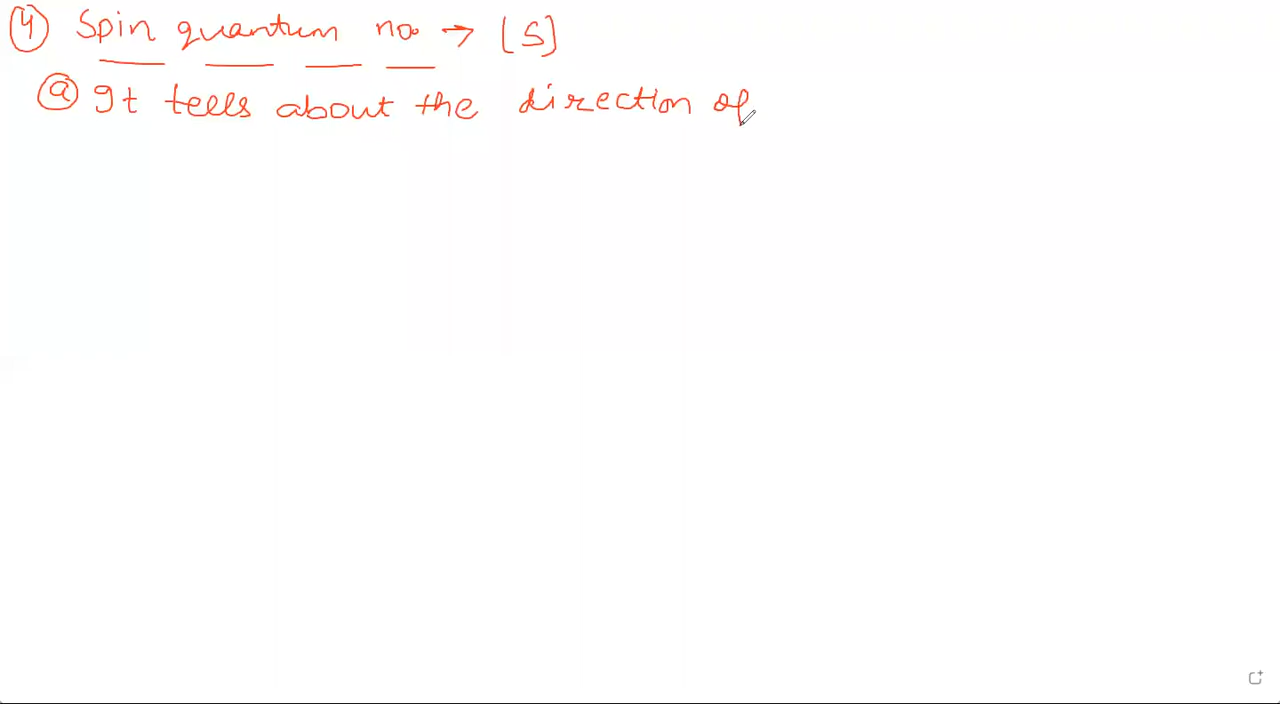 ④ Spin quantum no. → [S]
ⓐ It tells about the direction of